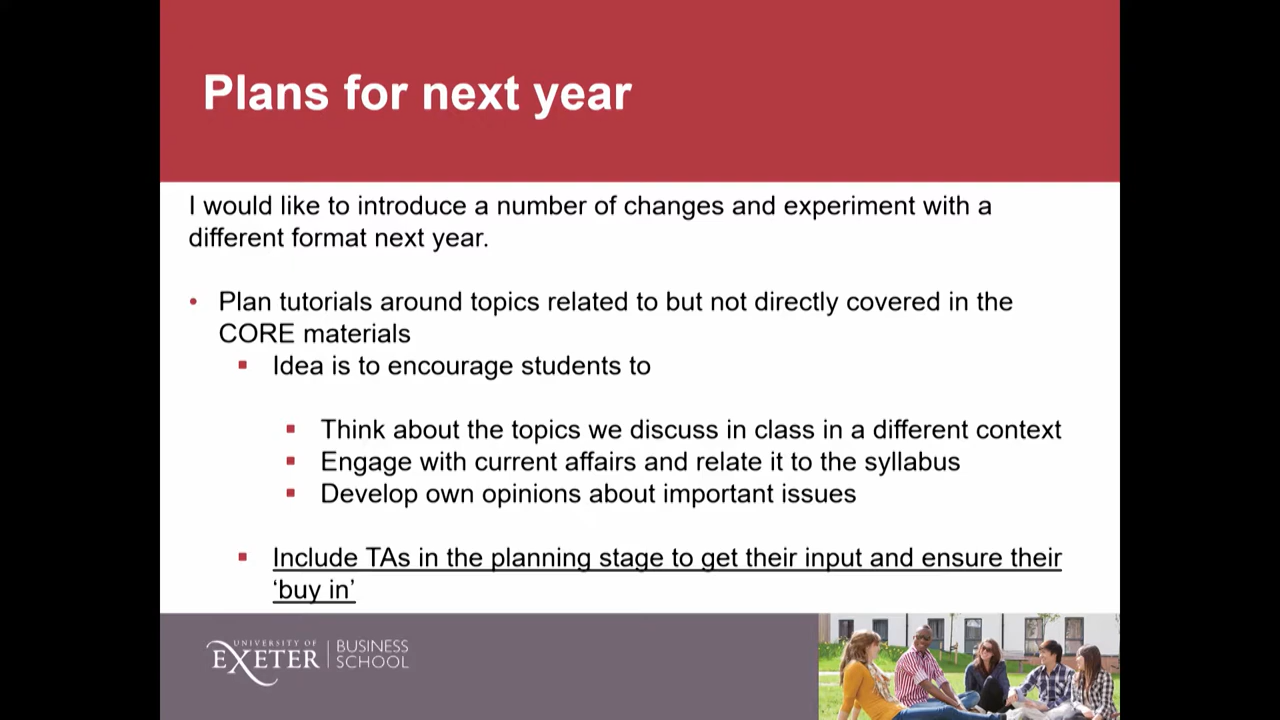 Plans for next year
I would like to introduce a number of changes and experiment with a
different format next year.
• Plan tutorials around topics related to but not directly covered in the
CORE materials
▪ Idea is to encourage students to
▪ Think about the topics we discuss in class in a different context
▪ Engage with current affairs and relate it to the syllabus
▪ Develop own opinions about important issues
▪ Include TAs in the planning stage to get their input and ensure their
‘buy in’
UNIVERSITY OF
EXETER
BUSINESS
SCHOOL